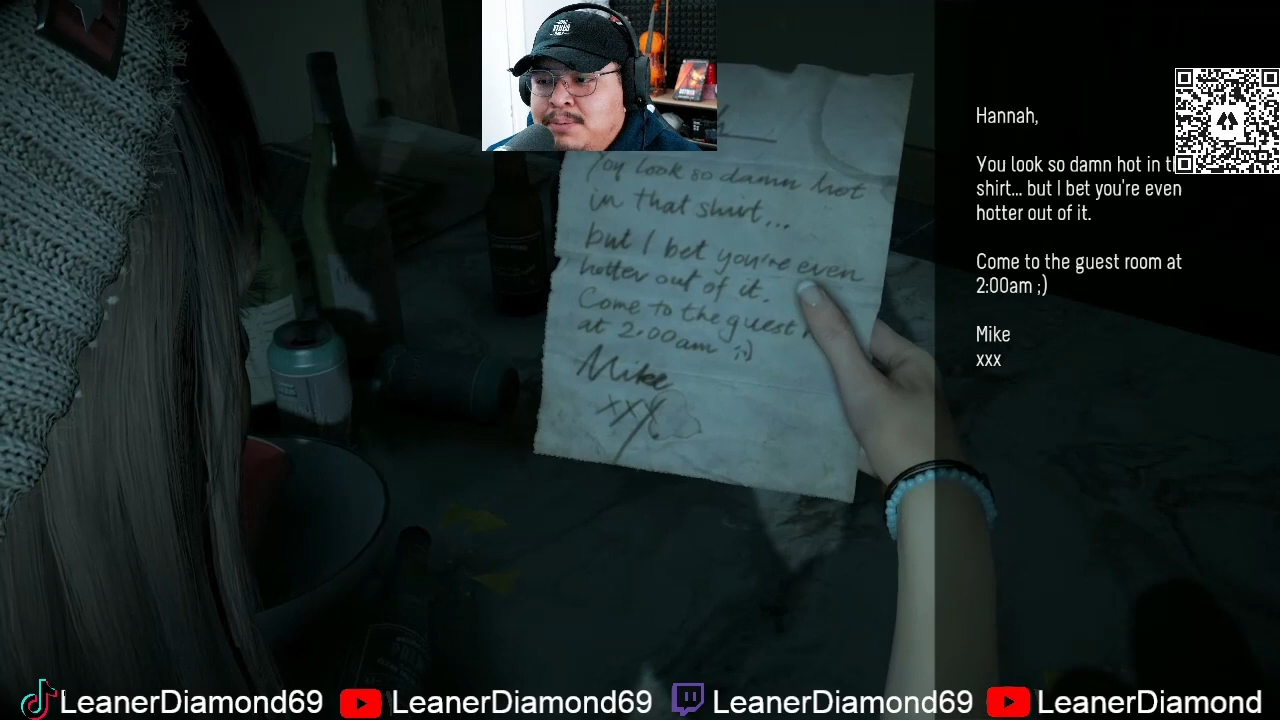 You look so damn hot
in that shirt...
but I bet you're even
hotter out of it.
Come to the guest
at 2.00am ;)
Mike
xxx
Hannah,
You look so damn hot in
shirt... but I bet you're even
hotter out of it.
Come to the guest room at
2:00am ;)
Mike
xxx
LeanerDiamond69 LeanerDiamond69 LeanerDiamond69 LeanerDiamond